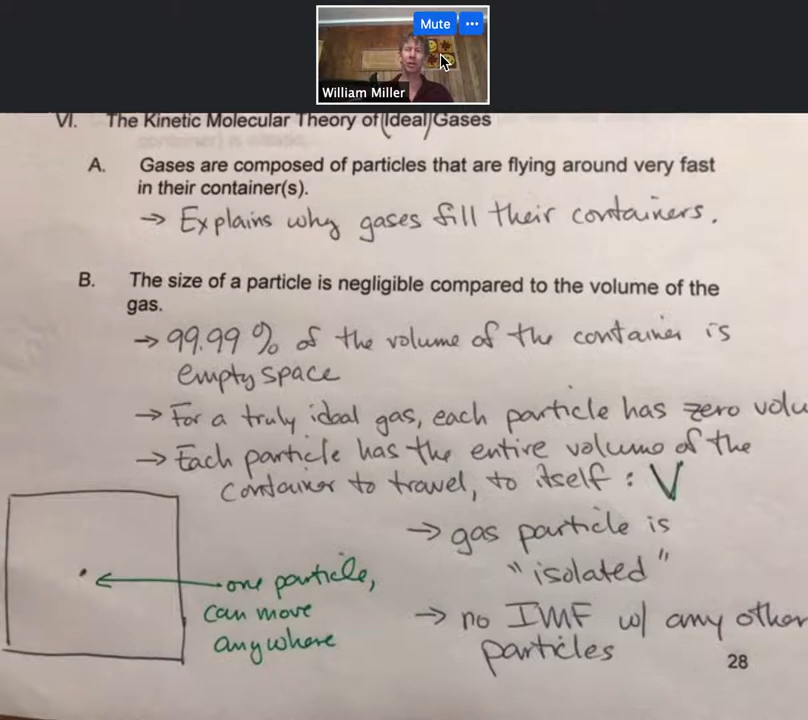 Mute ...
William Miller
VI. The Kinetic Molecular Theory of (Ideal) Gases
A. Gases are composed of particles that are flying around very fast
in their container(s).
→ Explains why gases fill their containers.
B. The size of a particle is negligible compared to the volume of the
gas.
→ 99.99 % of the volume of the container is
empty space
→ For a truly ideal gas, each particle has zero volu
→ Each particle has the entire volume of the
container to travel, to itself : V
→ gas particle is
"isolated"
one particle,
can move
anywhere
→ no IMF w/ any other
particles
28